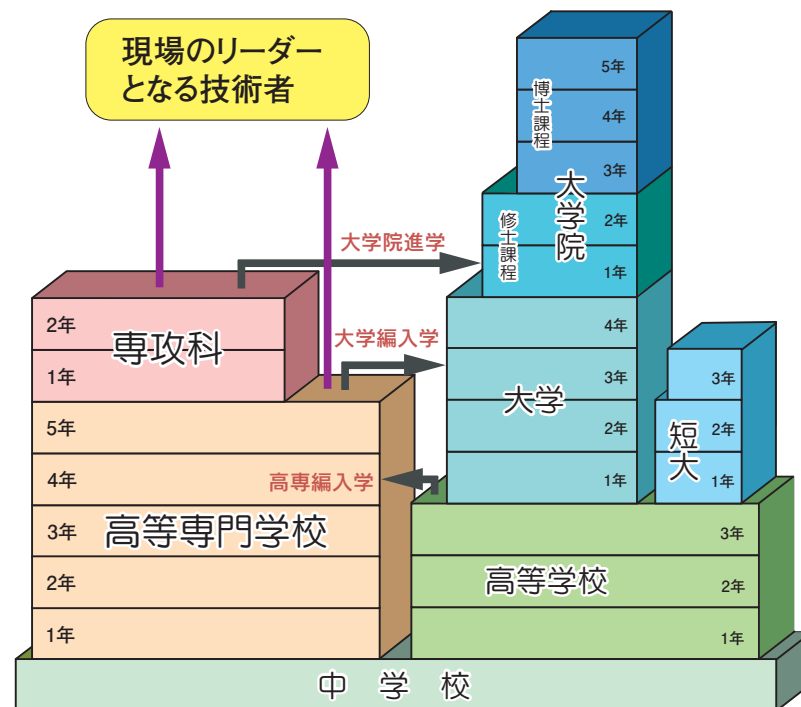 現場のリーダー
となる技術者
大学院進学
大学編入学
高専編入学
2年
専攻科
1年
5年
4年
3年
高等専門学校
2年
1年
5年
博士課程
4年
3年
大学院
修士課程
2年
1年
4年
3年
大学
2年
1年
3年
短大
2年
1年
3年
高等学校
2年
1年
中学校